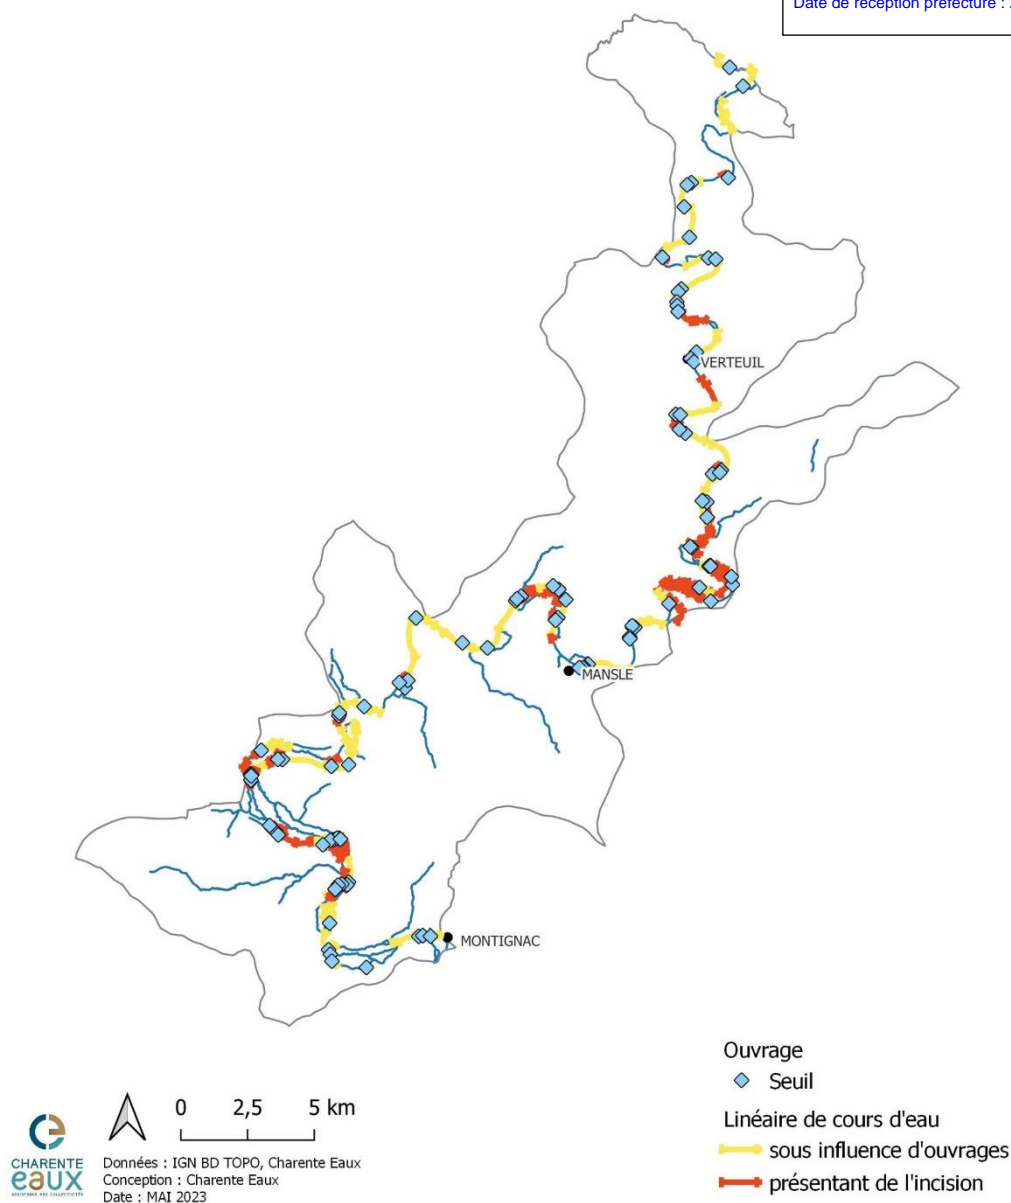 Date de réception préfecture :
VERTEUIL
MANSLE
MONTIGNAC
Ouvrage
Seuil
Linéaire de cours d'eau
sous influence d'ouvrages
présentant de l'incision
0 2,5 5 km
CHARENTE
eaux
Données : IGN BD TOPO, Charente Eaux
Conception : Charente Eaux
Date : MAI 2023